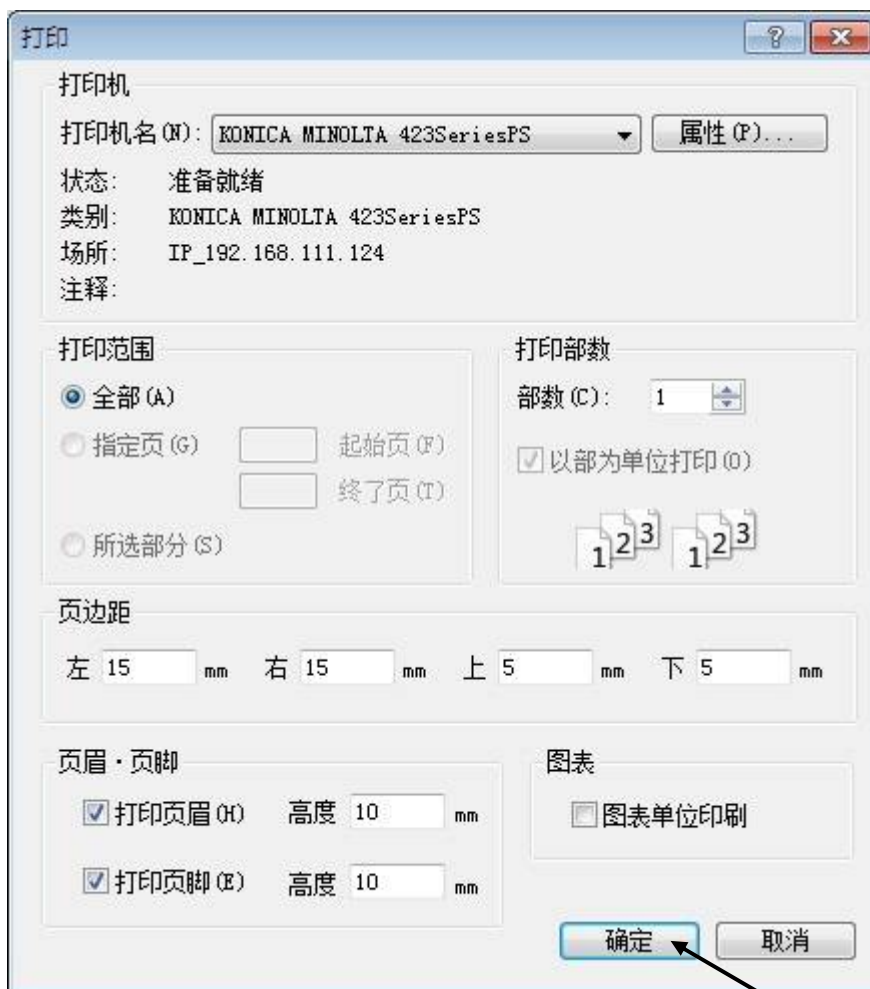 打印
打印机
打印机名(N): KONICA MINOLTA 423SeriesPS 属性(P)...
状态: 准备就绪
类别: KONICA MINOLTA 423SeriesPS
场所: IP_192.168.111.124
注释:
打印范围
全部(A)
指定页(G) 起始页(F)
终了页(T)
所选部分(S)
打印部数
部数(C): 1
以部为单位打印(O)
1 2 3 1 2 3
页边距
左 15 mm 右 15 mm 上 5 mm 下 5 mm
页眉·页脚
打印页眉(H) 高度 10 mm
打印页脚(E) 高度 10 mm
图表
图表单位印刷
确定 取消